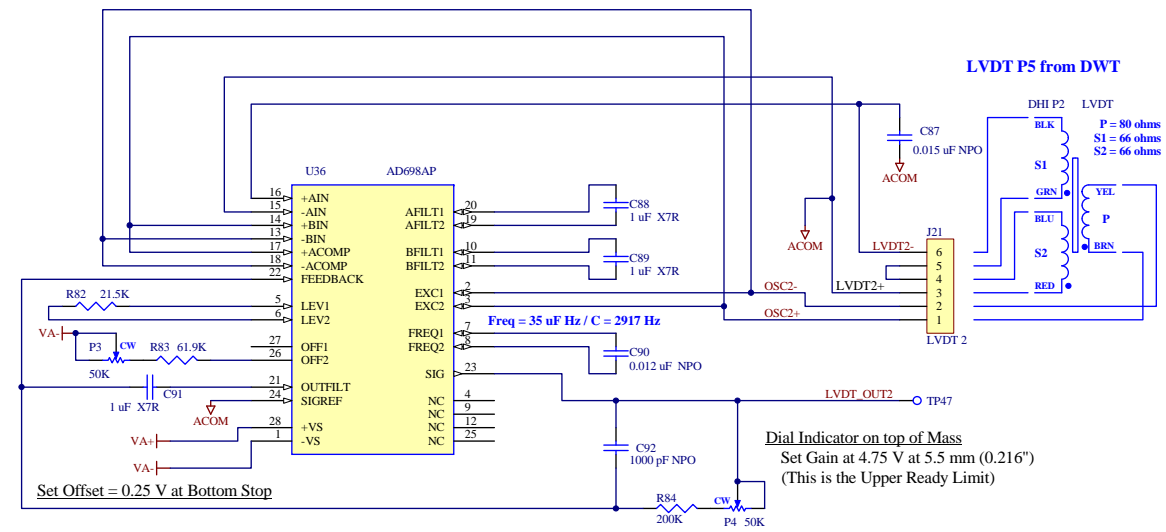 LVDT P5 from DWT
DHI P2 LVDT
BLK
P = 80 ohms
S1 = 66 ohms
S2 = 66 ohms
S1
GRN
YEL
BLU
P
S2
BRN
RED
C87
0.015 uF NPO
ACOM
U36 AD698AP
16 +AIN
15 -AIN
14 +BIN
13 -BIN
17 +ACOMP
18 -ACOMP
22 FEEDBACK
5 LEV1
6 LEV2
27 OFF1
26 OFF2
21 OUTFILT
24 SIGREF
28 +VS
1 -VS
AFILT1 20
AFILT2 19
BFILT1 10
BFILT2 11
EXC1 2
EXC2 3
FREQ1 7
FREQ2 8
SIG 23
NC 4
NC 9
NC 12
NC 25
C88
1 uF X7R
C89
1 uF X7R
Freq = 35 uF Hz / C = 2917 Hz
C90
0.012 uF NPO
ACOM
J21
LVDT2- 6
5
4
LVDT2+ 3
OSC2- 2
OSC2+ 1
LVDT 2
R82 21.5K
VA-
P3 CW R83 61.9K
50K
C91
1 uF X7R
ACOM
VA+
VA-
Set Offset = 0.25 V at Bottom Stop
LVDT_OUT2 TP47
C92
1000 pF NPO
R84
200K
CW
P4 50K
Dial Indicator on top of Mass
Set Gain at 4.75 V at 5.5 mm (0.216")
(This is the Upper Ready Limit)